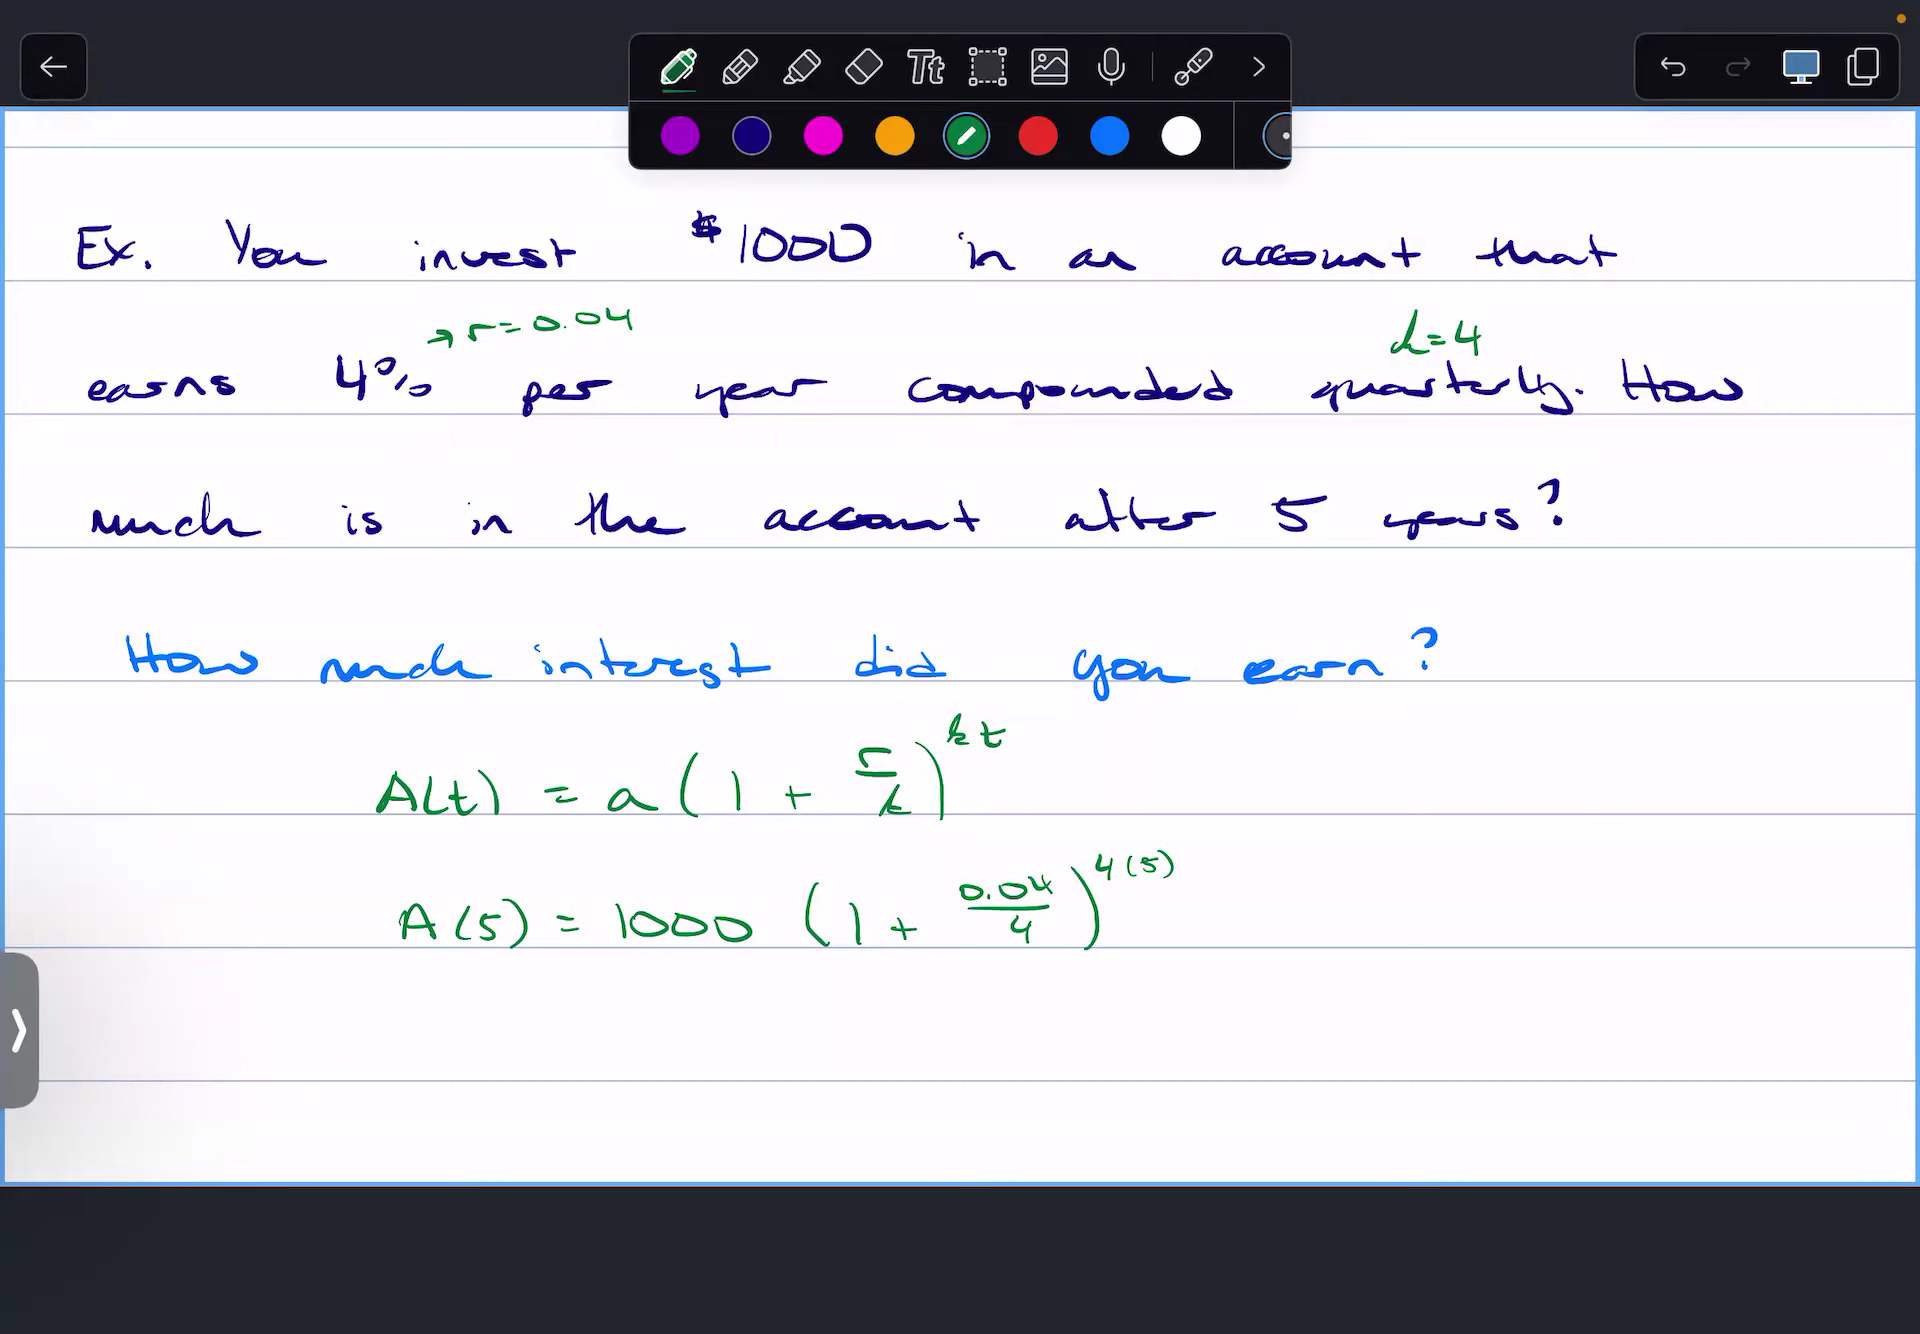 Tt
Ex. You invest $1000 in an account that
→ r = 0.04
k=4
earns 4% per year compounded quarterly. How
much is in the account after 5 years?
How much interest did you earn?
A(t) = a(1 + r/k)^kt
A(5) = 1000 (1 + 0.04/4)^4(5)